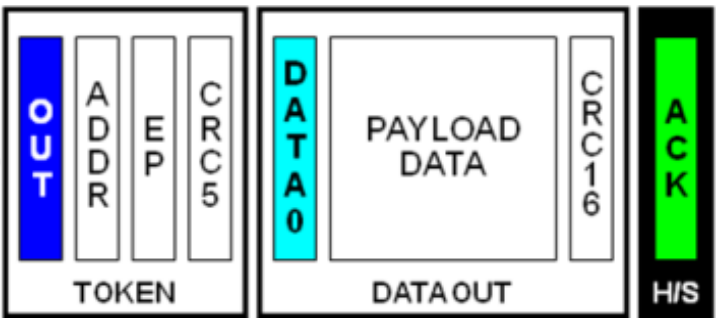 OUT
ADDR
EP
CRC5
TOKEN
DATA0
PAYLOAD
DATA
CRC16
DATA OUT
ACK
H/S